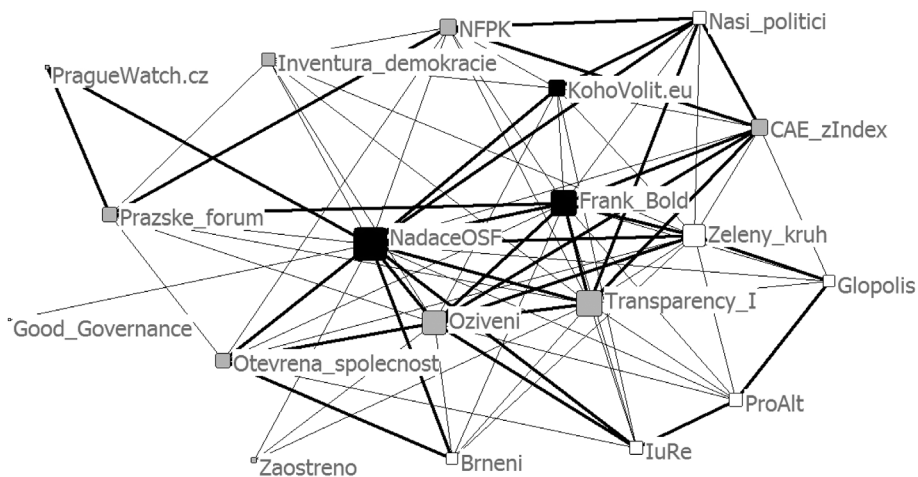 Nasi_politici
NFPK
Inventura_demokracie
PragueWatch.cz
KohoVolit.eu
CAE_zIndex
Frank_Bold
Prazske_forum
NadaceOSF
Zeleny_kruh
Glopolis
Transparency_I
Oziveni
Good_Governance
Otevrena_spolecnost
ProAlt
IuRe
Brneni
Zaostreno